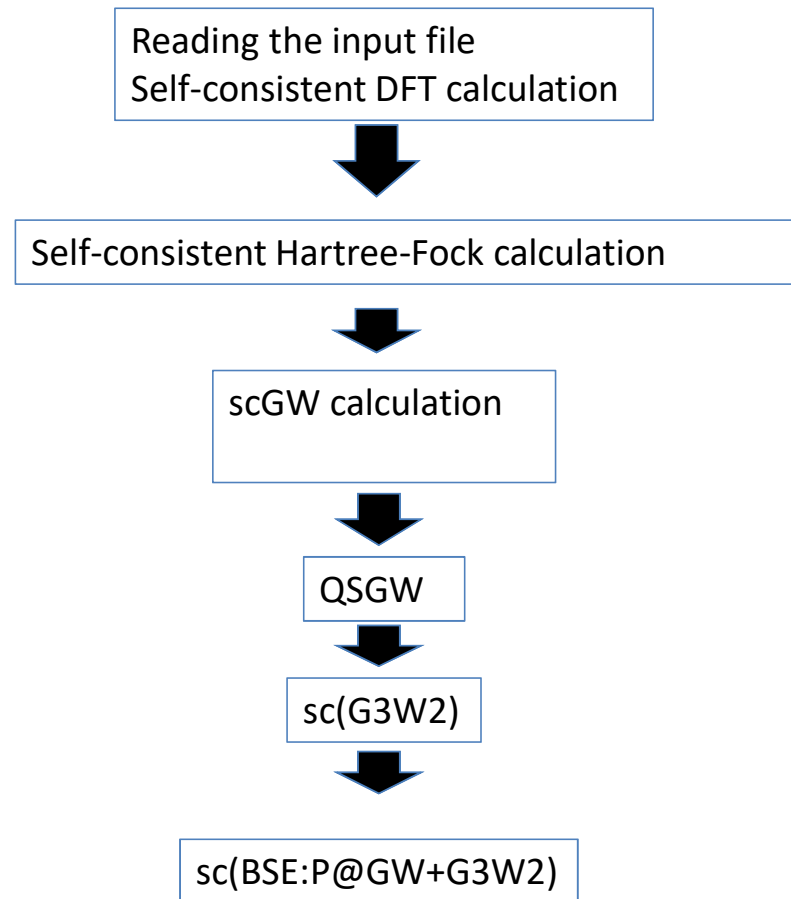 Reading the input file
Self-consistent DFT calculation
Self-consistent Hartree-Fock calculation
scGW calculation
QSGW
sc(G3W2)
sc(BSE:P@GW+G3W2)